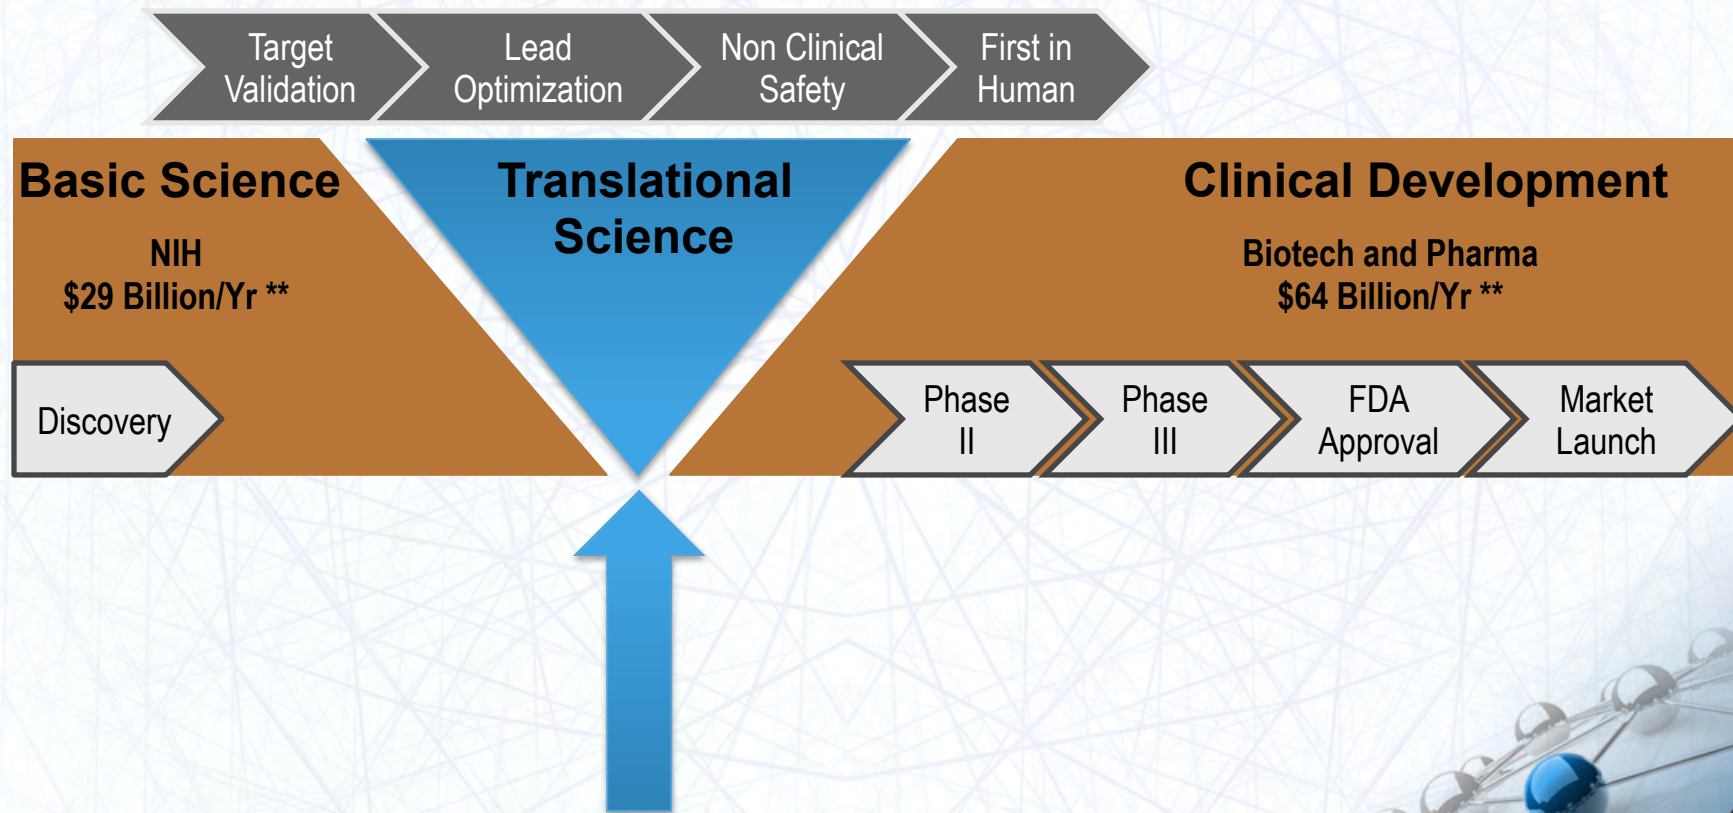 Target
Validation
Lead
Optimization
Non Clinical
Safety
First in
Human
Basic Science
NIH
$29 Billion/Yr **
Translational
Science
Clinical Development
Biotech and Pharma
$64 Billion/Yr **
Discovery
Phase
II
Phase
III
FDA
Approval
Market
Launch